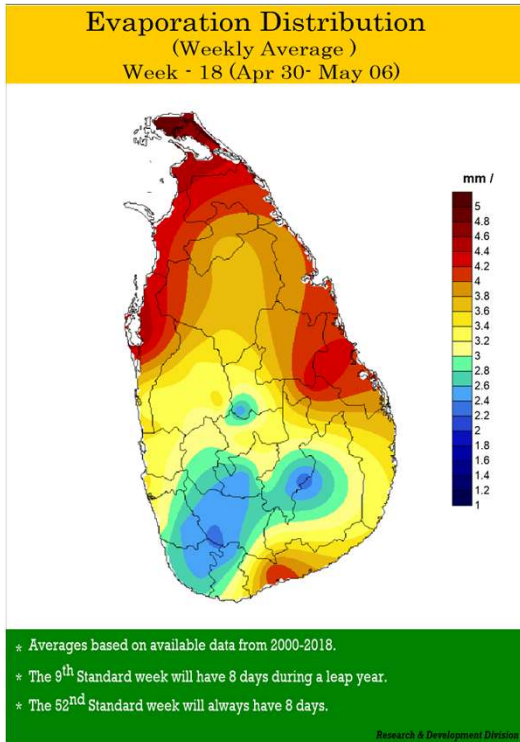 Evaporation Distribution
(Weekly Average )
Week - 18 (Apr 30- May 06)
mm /
5
4.8
4.6
4.4
4.2
4
3.8
3.6
3.4
3.2
3
2.8
2.6
2.4
2.2
2
1.8
1.6
1.4
1.2
1
* Averages based on available data from 2000-2018.
* The 9th Standard week will have 8 days during a leap year.
* The 52nd Standard week will always have 8 days.
Research & Development Division